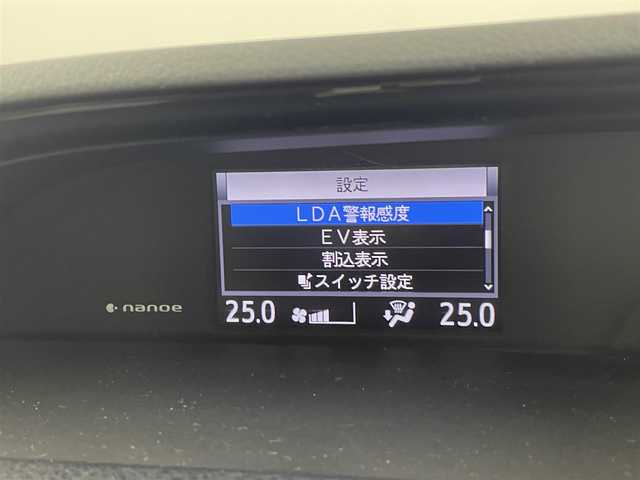 設定
LDA警報感度
EV表示
割込表示
スイッチ設定
nanoe 25.0 25.0